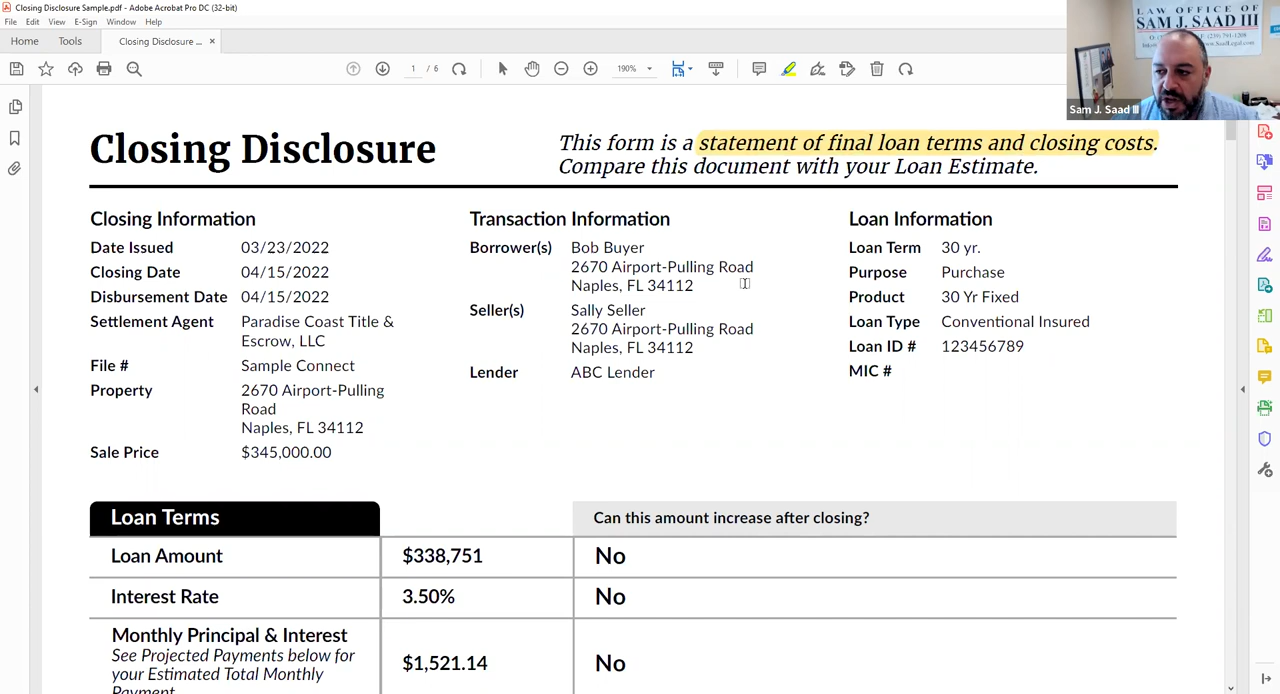 Closing Disclosure Sample.pdf - Adobe Acrobat Pro DC (32-bit)
File Edit View E-Sign Window Help
Home Tools Closing Disclosure ... ×
1 / 6 190%
LAW OFFICE OF
SAM J. SAAD III
Sam J. Saad III
Closing Disclosure
This form is a statement of final loan terms and closing costs.
Compare this document with your Loan Estimate.
Closing Information
Date Issued 03/23/2022
Closing Date 04/15/2022
Disbursement Date 04/15/2022
Settlement Agent Paradise Coast Title &
Escrow, LLC
File # Sample Connect
Property 2670 Airport-Pulling
Road
Naples, FL 34112
Sale Price $345,000.00
Transaction Information
Borrower(s) Bob Buyer
2670 Airport-Pulling Road
Naples, FL 34112
Seller(s) Sally Seller
2670 Airport-Pulling Road
Naples, FL 34112
Lender ABC Lender
Loan Information
Loan Term 30 yr.
Purpose Purchase
Product 30 Yr Fixed
Loan Type Conventional Insured
Loan ID # 123456789
MIC #
Loan Terms Can this amount increase after closing?
Loan Amount $338,751 No
Interest Rate 3.50% No
Monthly Principal & Interest
See Projected Payments below for
your Estimated Total Monthly
Payment
$1,521.14 No